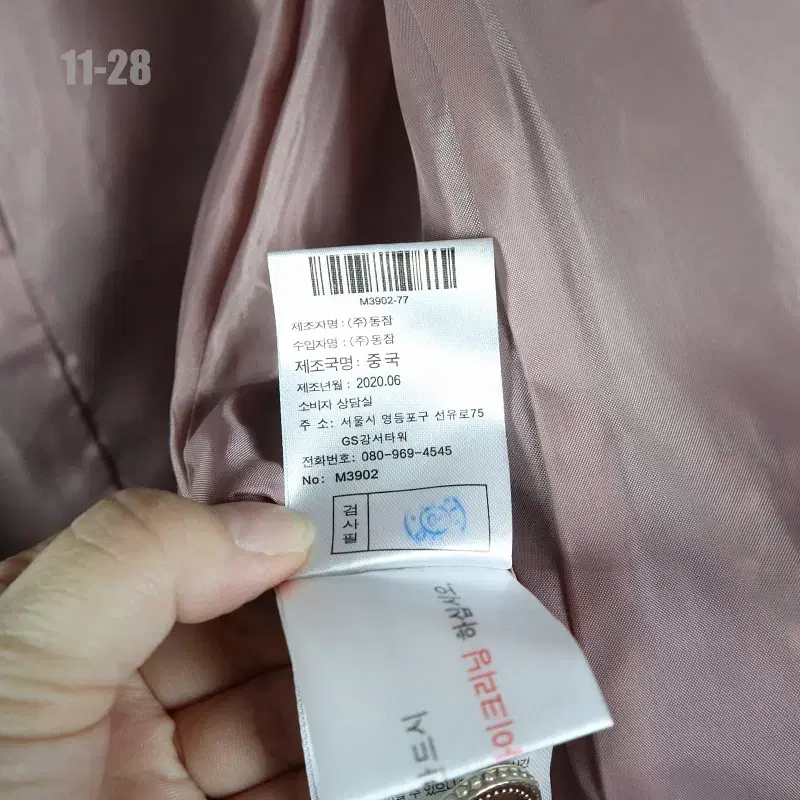 11-28
M3902-77
제조자명 : (주)동잠
수입자명 : (주)동잠
제조국명 : 중국
제조년월 : 2020.06
소비자 상담실
주 소 : 서울시 영등포구 선유로75
GS강서타워
전화번호 : 080-969-4545
No: M3902
검사필